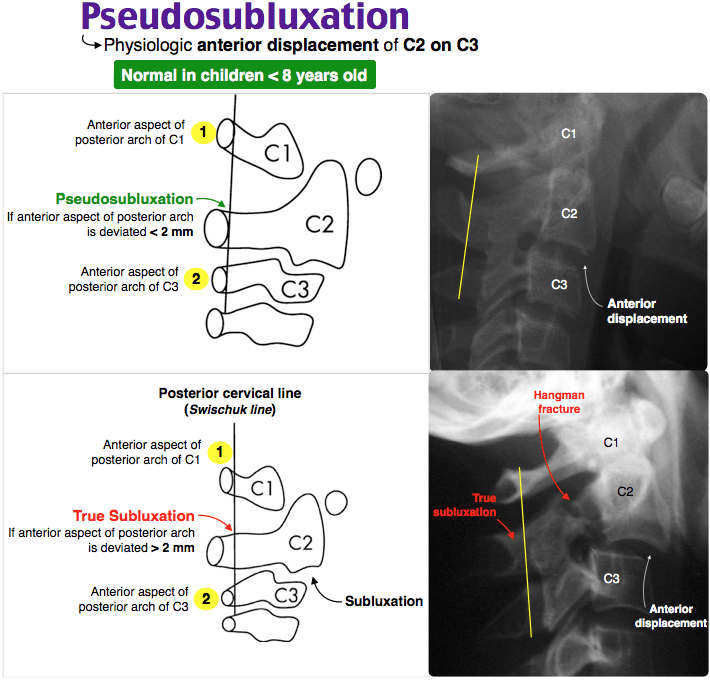 Pseudosubluxation
Physiologic anterior displacement of C2 on C3
Normal in children < 8 years old
Anterior aspect of
posterior arch of C1
1
C1
Pseudosubluxation
If anterior aspect of posterior arch
is deviated < 2 mm
C2
Anterior aspect of
posterior arch of C3
2
C3
C1
C2
C3
Anterior
displacement
Posterior cervical line
(Swischuk line)
Anterior aspect of
posterior arch of C1
1
C1
True Subluxation
If anterior aspect of posterior arch
is deviated > 2 mm
C2
Anterior aspect of
posterior arch of C3
2
C3
Subluxation
Hangman
fracture
C1
C2
True
subluxation
C3
Anterior
displacement